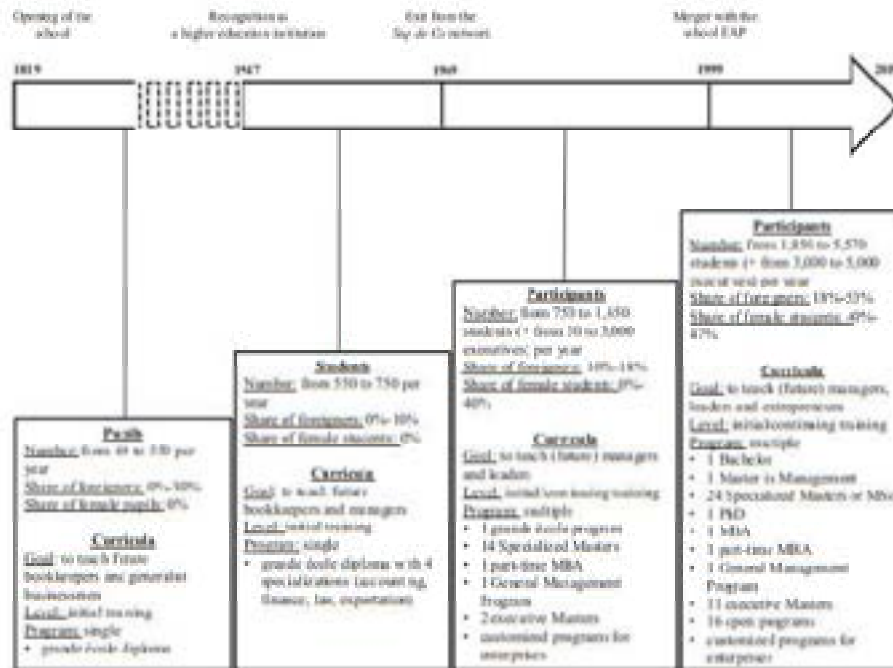 Opening of the
school
Recognition as
a higher education institution
Exit from the
Sup de Co network
Merger with the
school EAP
1819
1947
1969
1999
Pupils
Number: from to per
year
Share of foreigners: 0%-30%
Share of female pupils: 0%
Curricula
Goal: to teach future
bookkeepers and generalist
businessmen
Level: initial training
Program: single
• grande école diploma
Students
Number: from 550 to 750 per
year
Share of foreigners: 0%-10%
Share of female students: 0%
Curricula
Goal: to teach future
bookkeepers and managers
Level: initial training
Program: single
• grande école diploma with 4
specializations (accounting,
finance, law, exportation)
Participants
Number: from 750 to 1,850
students (+ from 30 to 3,000
executives) per year
Share of foreigners: 10%-18%
Share of female students: 0%-
40%
Curricula
Goal: to teach (future) managers
and leaders
Level: initial/continuing training
Program: multiple
• 1 grande école program
• 14 Specialized Masters
• 1 part-time MBA
• 1 General Management
Program
• 2 executive Masters
• customized programs for
enterprises
Participants
Number: from 1,850 to 5,570
students (+ from 3,000 to 5,000
executives) per year
Share of foreigners: 18%-53%
Share of female students: 40%-
47%
Curricula
Goal: to teach (future) managers,
leaders and entrepreneurs
Level: initial/continuing training
Program: multiple
• 1 Bachelor
• 1 Master in Management
• 24 Specialized Masters or MSc
• 1 PhD
• 1 MBA
• 1 part-time MBA
• 1 General Management
Program
• 11 executive Masters
• 16 open programs
• customized programs for
enterprises